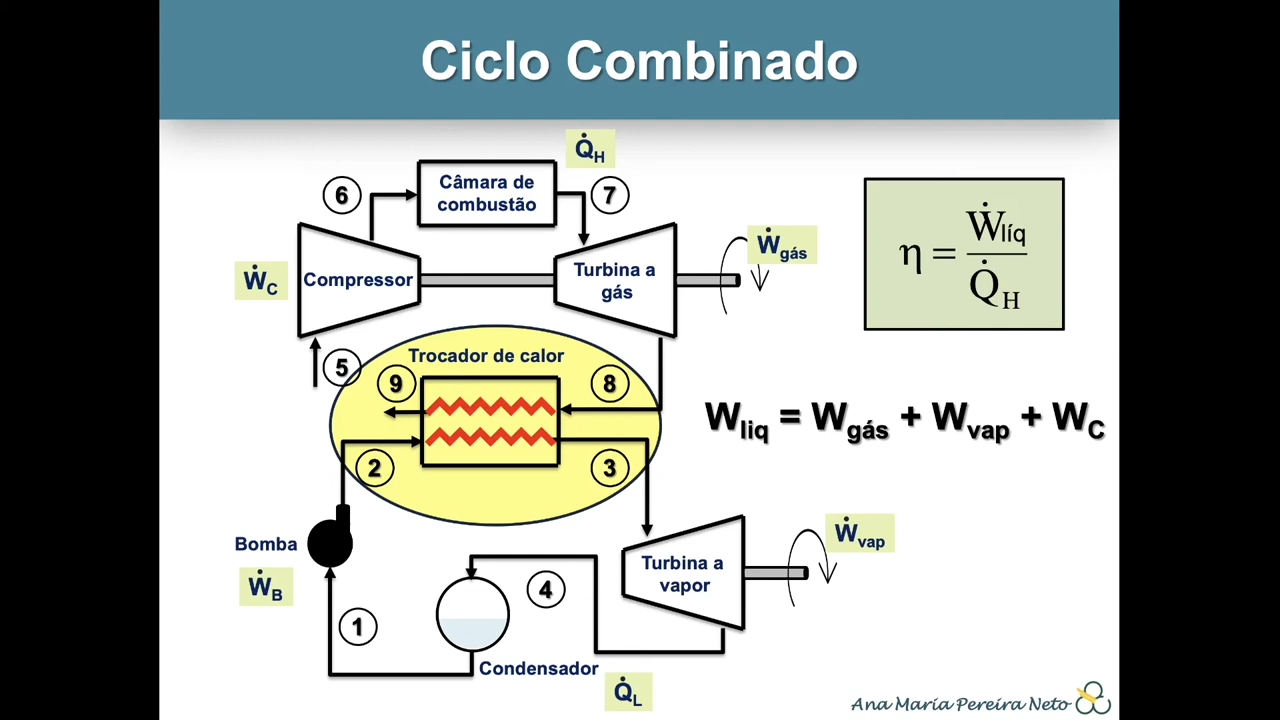 Ciclo Combinado
Q̇H
6
Câmara de
combustão
7
Ẇgás
ẆC
Compressor
Turbina a
gás
η = Ẇlíq / Q̇H
5
Trocador de calor
9
8
Wliq = Wgás + Wvap + WC
2
3
Bomba
ẆB
Ẇvap
Turbina a
vapor
4
1
Condensador
Q̇L
Ana Maria Pereira Neto